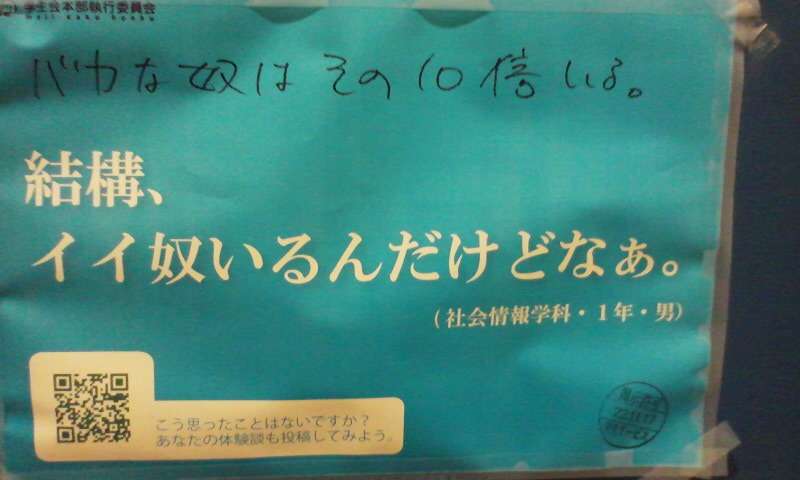 学生会本部執行委員会
バカな奴はその10倍いる。
結構、
イイ奴いるんだけどなぁ。
(社会情報学科・1年・男)
こう思ったことはないですか?
あなたの体験談も投稿してみよう。